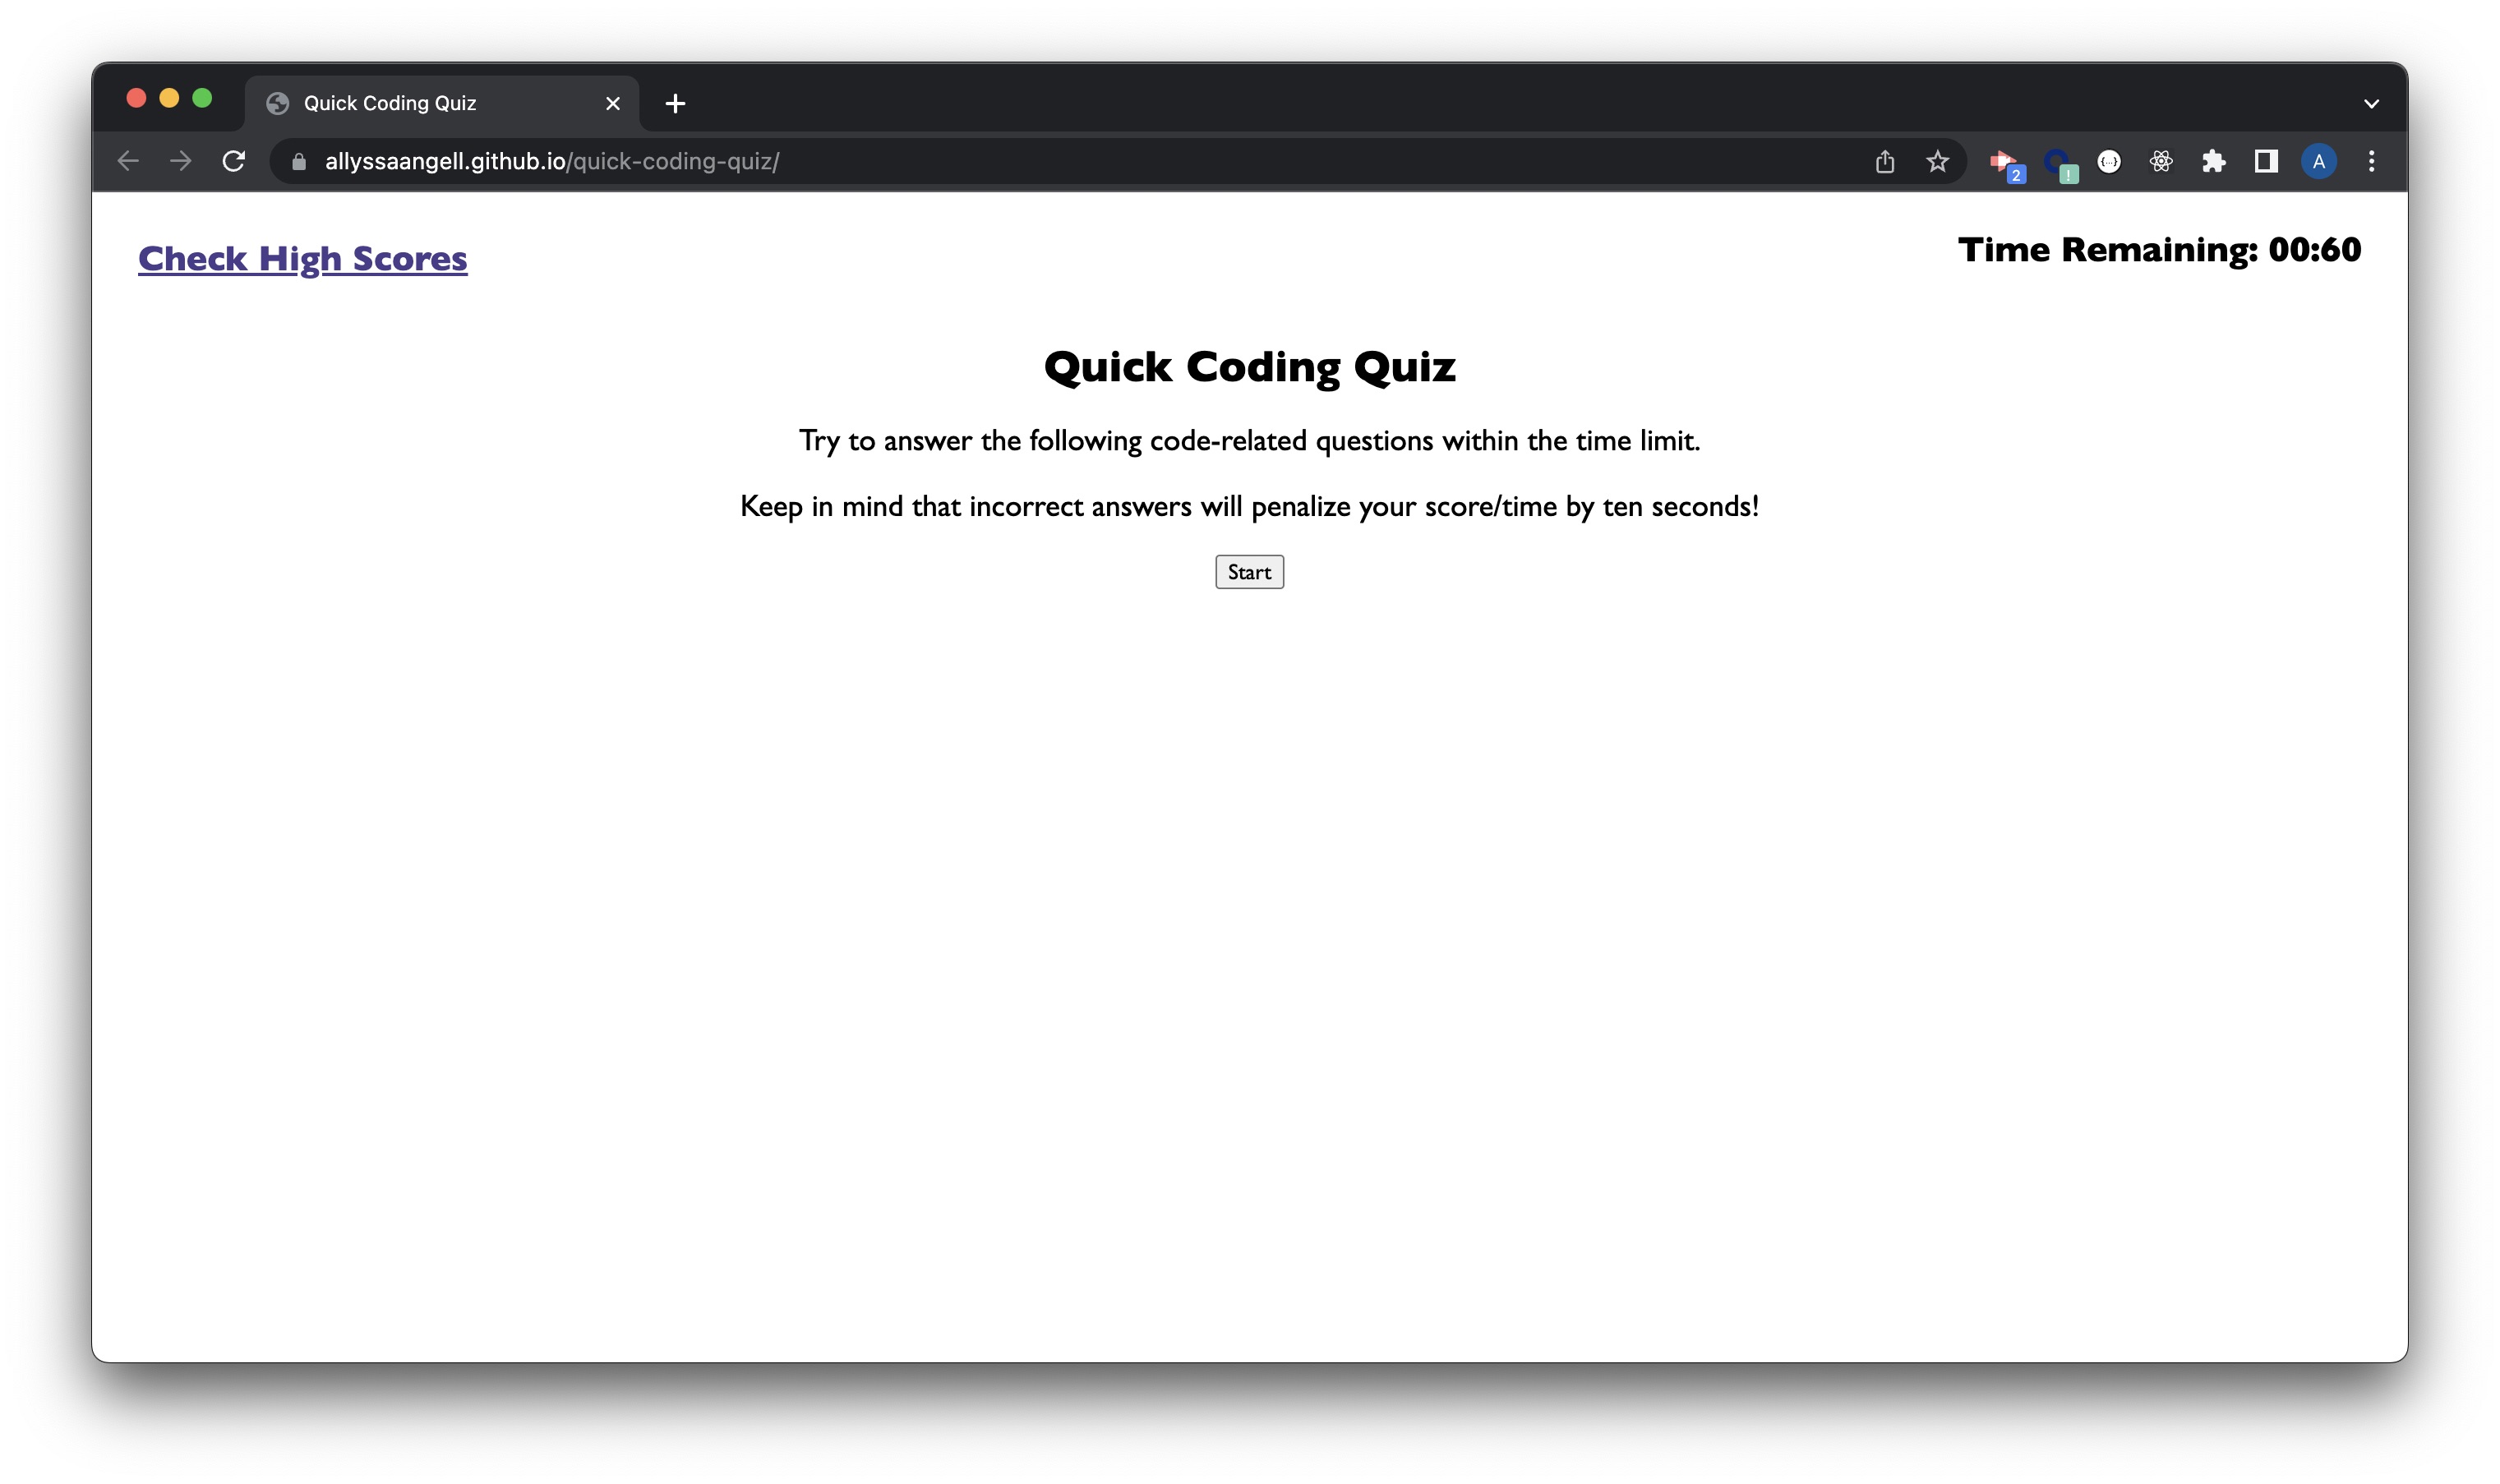 Quick Coding Quiz
allyssaangell.github.io/quick-coding-quiz/
2
!
{...}
A
Check High Scores
Time Remaining: 00:60
Quick Coding Quiz
Try to answer the following code-related questions within the time limit.
Keep in mind that incorrect answers will penalize your score/time by ten seconds!
Start